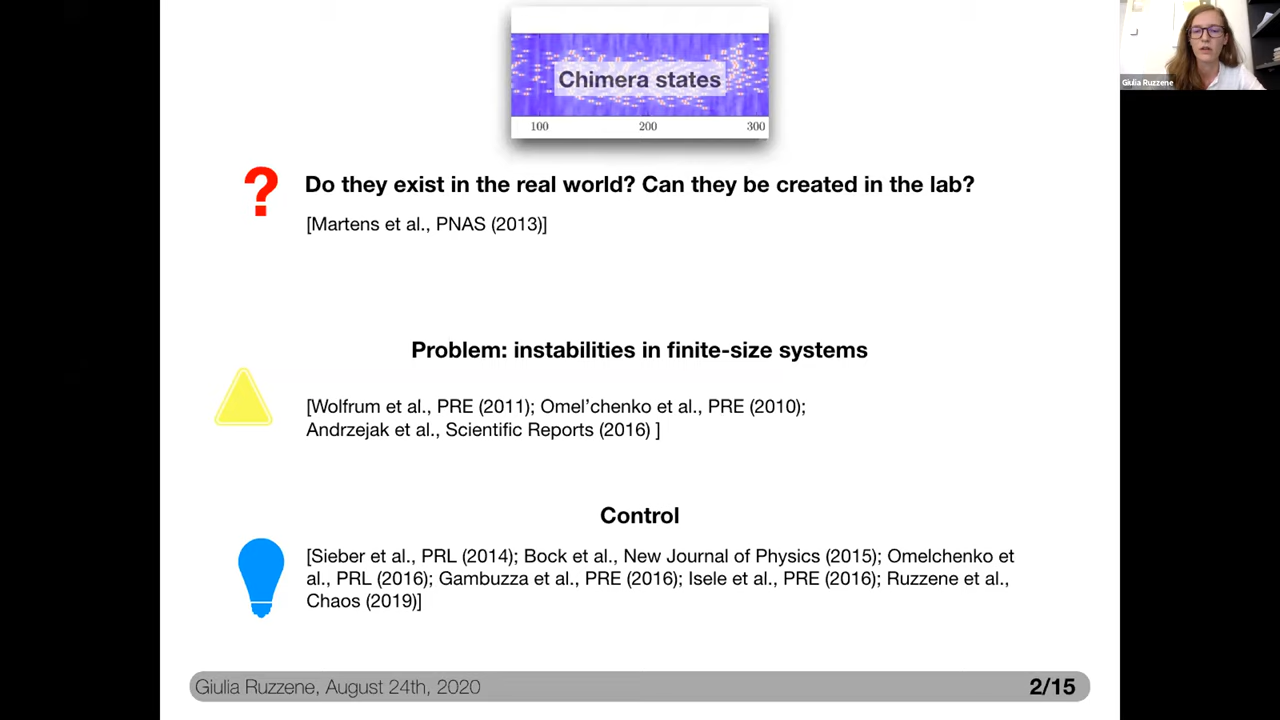 Chimera states
100 200 300
Giulia Ruzzene
?
Do they exist in the real world? Can they be created in the lab?
[Martens et al., PNAS (2013)]
Problem: instabilities in finite-size systems
[Wolfrum et al., PRE (2011); Omel’chenko et al., PRE (2010);
Andrzejak et al., Scientific Reports (2016) ]
Control
[Sieber et al., PRL (2014); Bock et al., New Journal of Physics (2015); Omelchenko et
al., PRL (2016); Gambuzza et al., PRE (2016); Isele et al., PRE (2016); Ruzzene et al.,
Chaos (2019)]
Giulia Ruzzene, August 24th, 2020
2/15